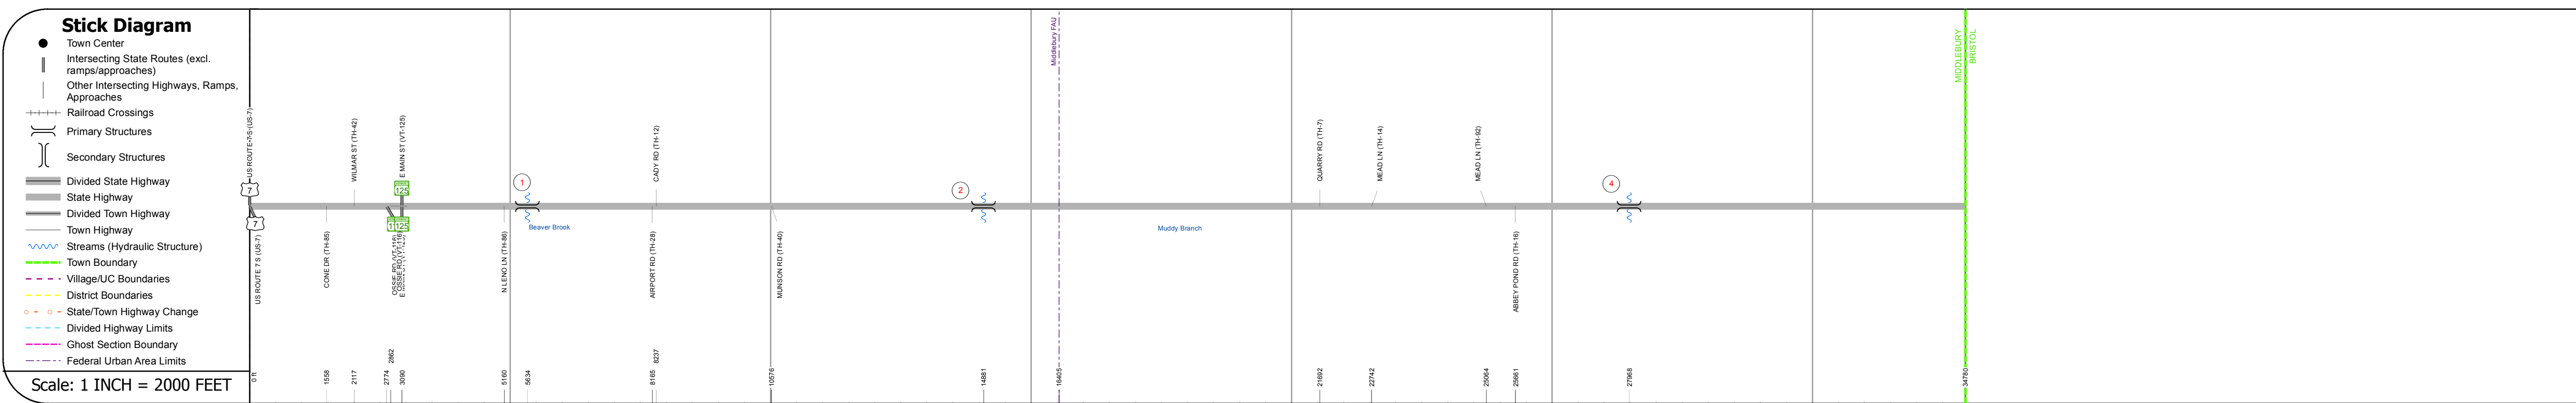 Stick Diagram
Town Center
Intersecting State Routes (excl.
ramps/approaches)
Other Intersecting Highways, Ramps,
Approaches
Railroad Crossings
Primary Structures
Secondary Structures
Divided State Highway
State Highway
Divided Town Highway
Town Highway
Streams (Hydraulic Structure)
Town Boundary
Village/UC Boundaries
District Boundaries
State/Town Highway Change
Divided Highway Limits
Ghost Section Boundary
Federal Urban Area Limits
Scale: 1 INCH = 2000 FEET
US ROUTE-7-S (US-7)
WILMAR ST (TH-42)
E MAIN ST (VT-125)
CADY RD (TH-12)
Middlebury FAU
QUARRY RD (TH-7)
MEAD LN (TH-14)
MEAD LN (TH-92)
MIDDLEBURY
BRISTOL
7
125
1
2
4
7
125
Beaver Brook
Muddy Branch
US ROUTE 7 S (US-7)
CONE DR (TH-85)
N LENO LN (TH-86)
AIRPORT RD (TH-28)
MUNSON RD (TH-40)
ABBEY POND RD (TH-16)
0 ft
1558
2117
2774
2862
3090
5160
5634
8165
8237
10576
14881
16405
21692
22742
25064
25661
27968
34780